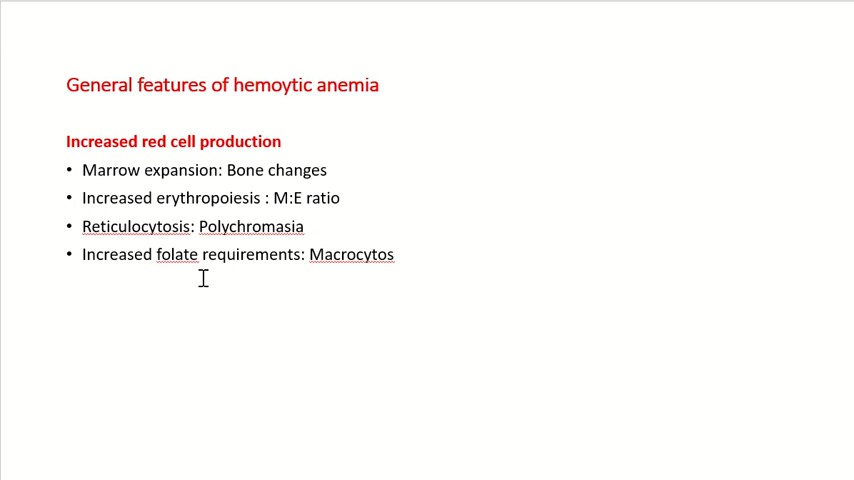 General features of hemoytic anemia
Increased red cell production
• Marrow expansion: Bone changes
• Increased erythropoiesis : M:E ratio
• Reticulocytosis: Polychromasia
• Increased folate requirements: Macrocytos